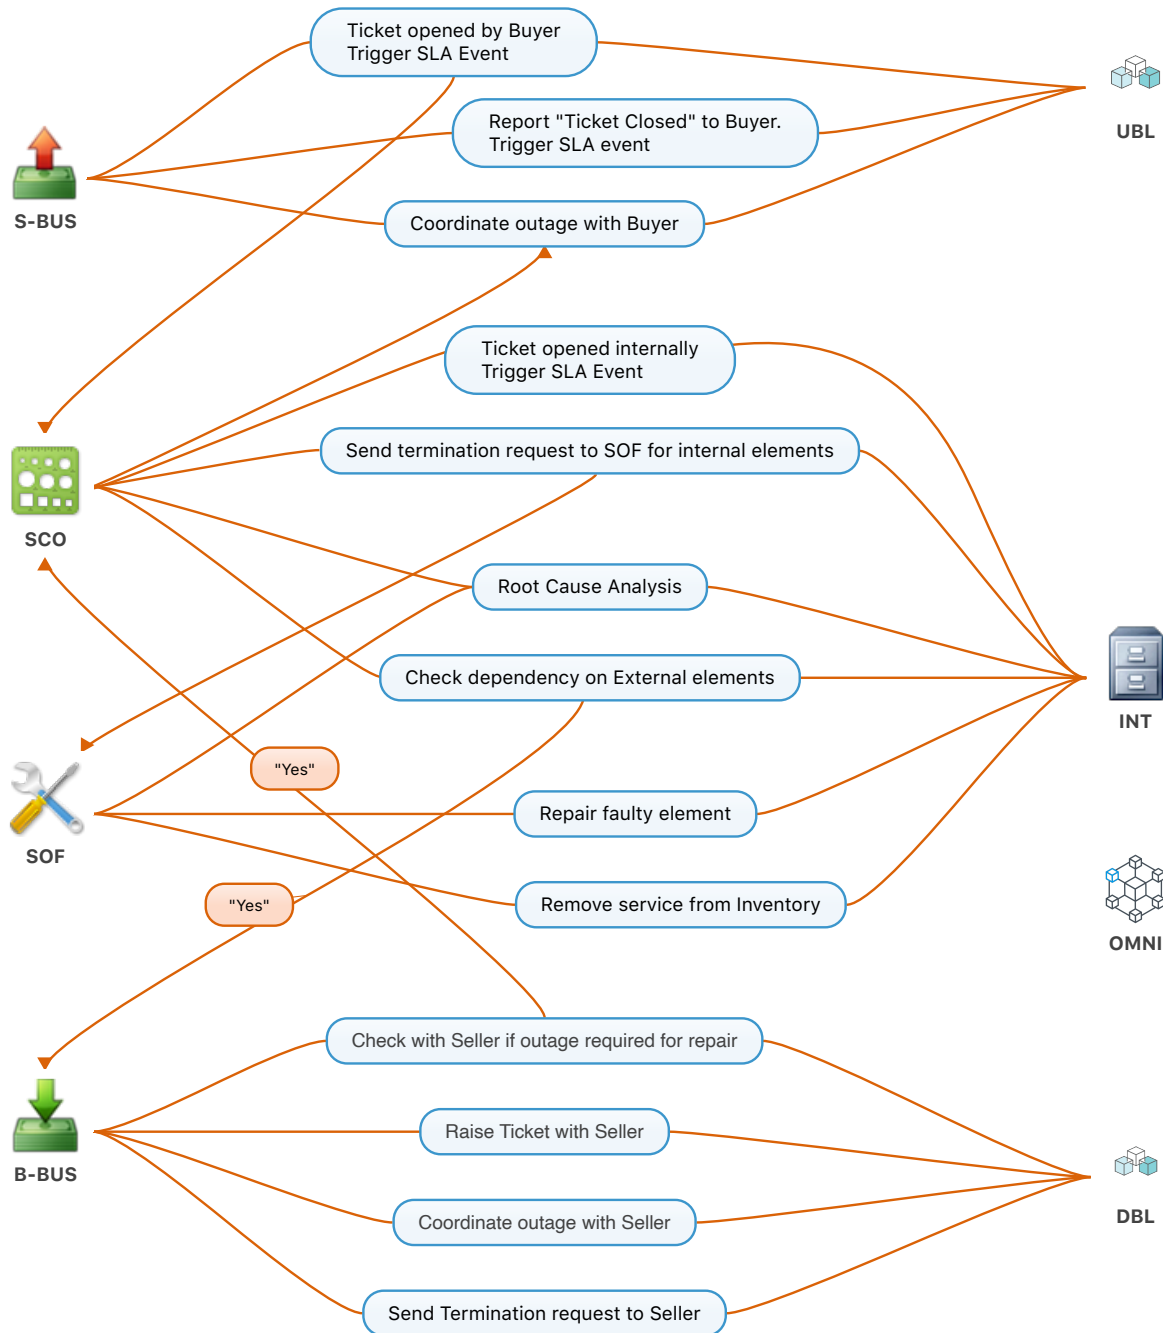 Ticket opened by Buyer
Trigger SLA Event
UBL
Report "Ticket Closed" to Buyer.
Trigger SLA event
S-BUS
Coordinate outage with Buyer
Ticket opened internally
Trigger SLA Event
Send termination request to SOF for internal elements
SCO
Root Cause Analysis
Check dependency on External elements
INT
"Yes"
Repair faulty element
SOF
"Yes"
Remove service from Inventory
OMNI
Check with Seller if outage required for repair
Raise Ticket with Seller
B-BUS
Coordinate outage with Seller
DBL
Send Termination request to Seller